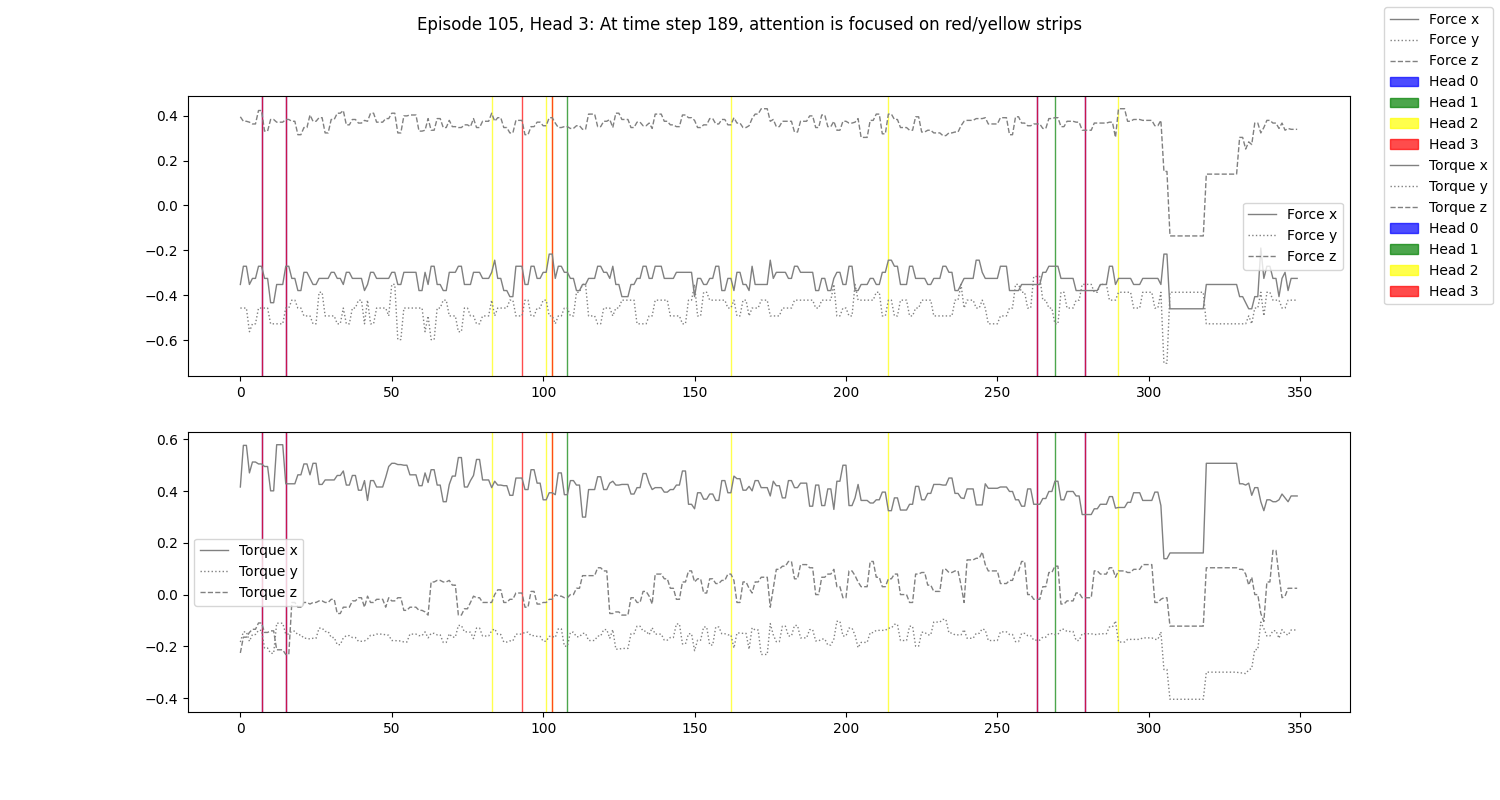 Episode 105, Head 3: At time step 189, attention is focused on red/yellow strips
Force x
Force y
Force z
Head 0
Head 1
Head 2
Head 3
Torque x
Torque y
Torque z
Head 0
Head 1
Head 2
Head 3
0.4
0.2
0.0
−0.2
−0.4
−0.6
Force x
Force y
Force z
0 50 100 150 200 250 300 350
0.6
0.4
0.2
0.0
−0.2
−0.4
Torque x
Torque y
Torque z
0 50 100 150 200 250 300 350